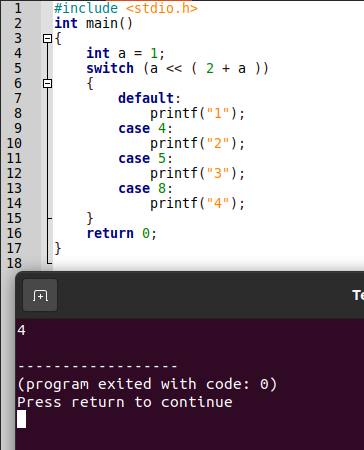 1 #include <stdio.h>
2 int main()
3 {
4 int a = 1;
5 switch (a << ( 2 + a ))
6 {
7 default:
8 printf("1");
9 case 4:
10 printf("2");
11 case 5:
12 printf("3");
13 case 8:
14 printf("4");
15 }
16 return 0;
17 }
18
Te
4
------------------
(program exited with code: 0)
Press return to continue